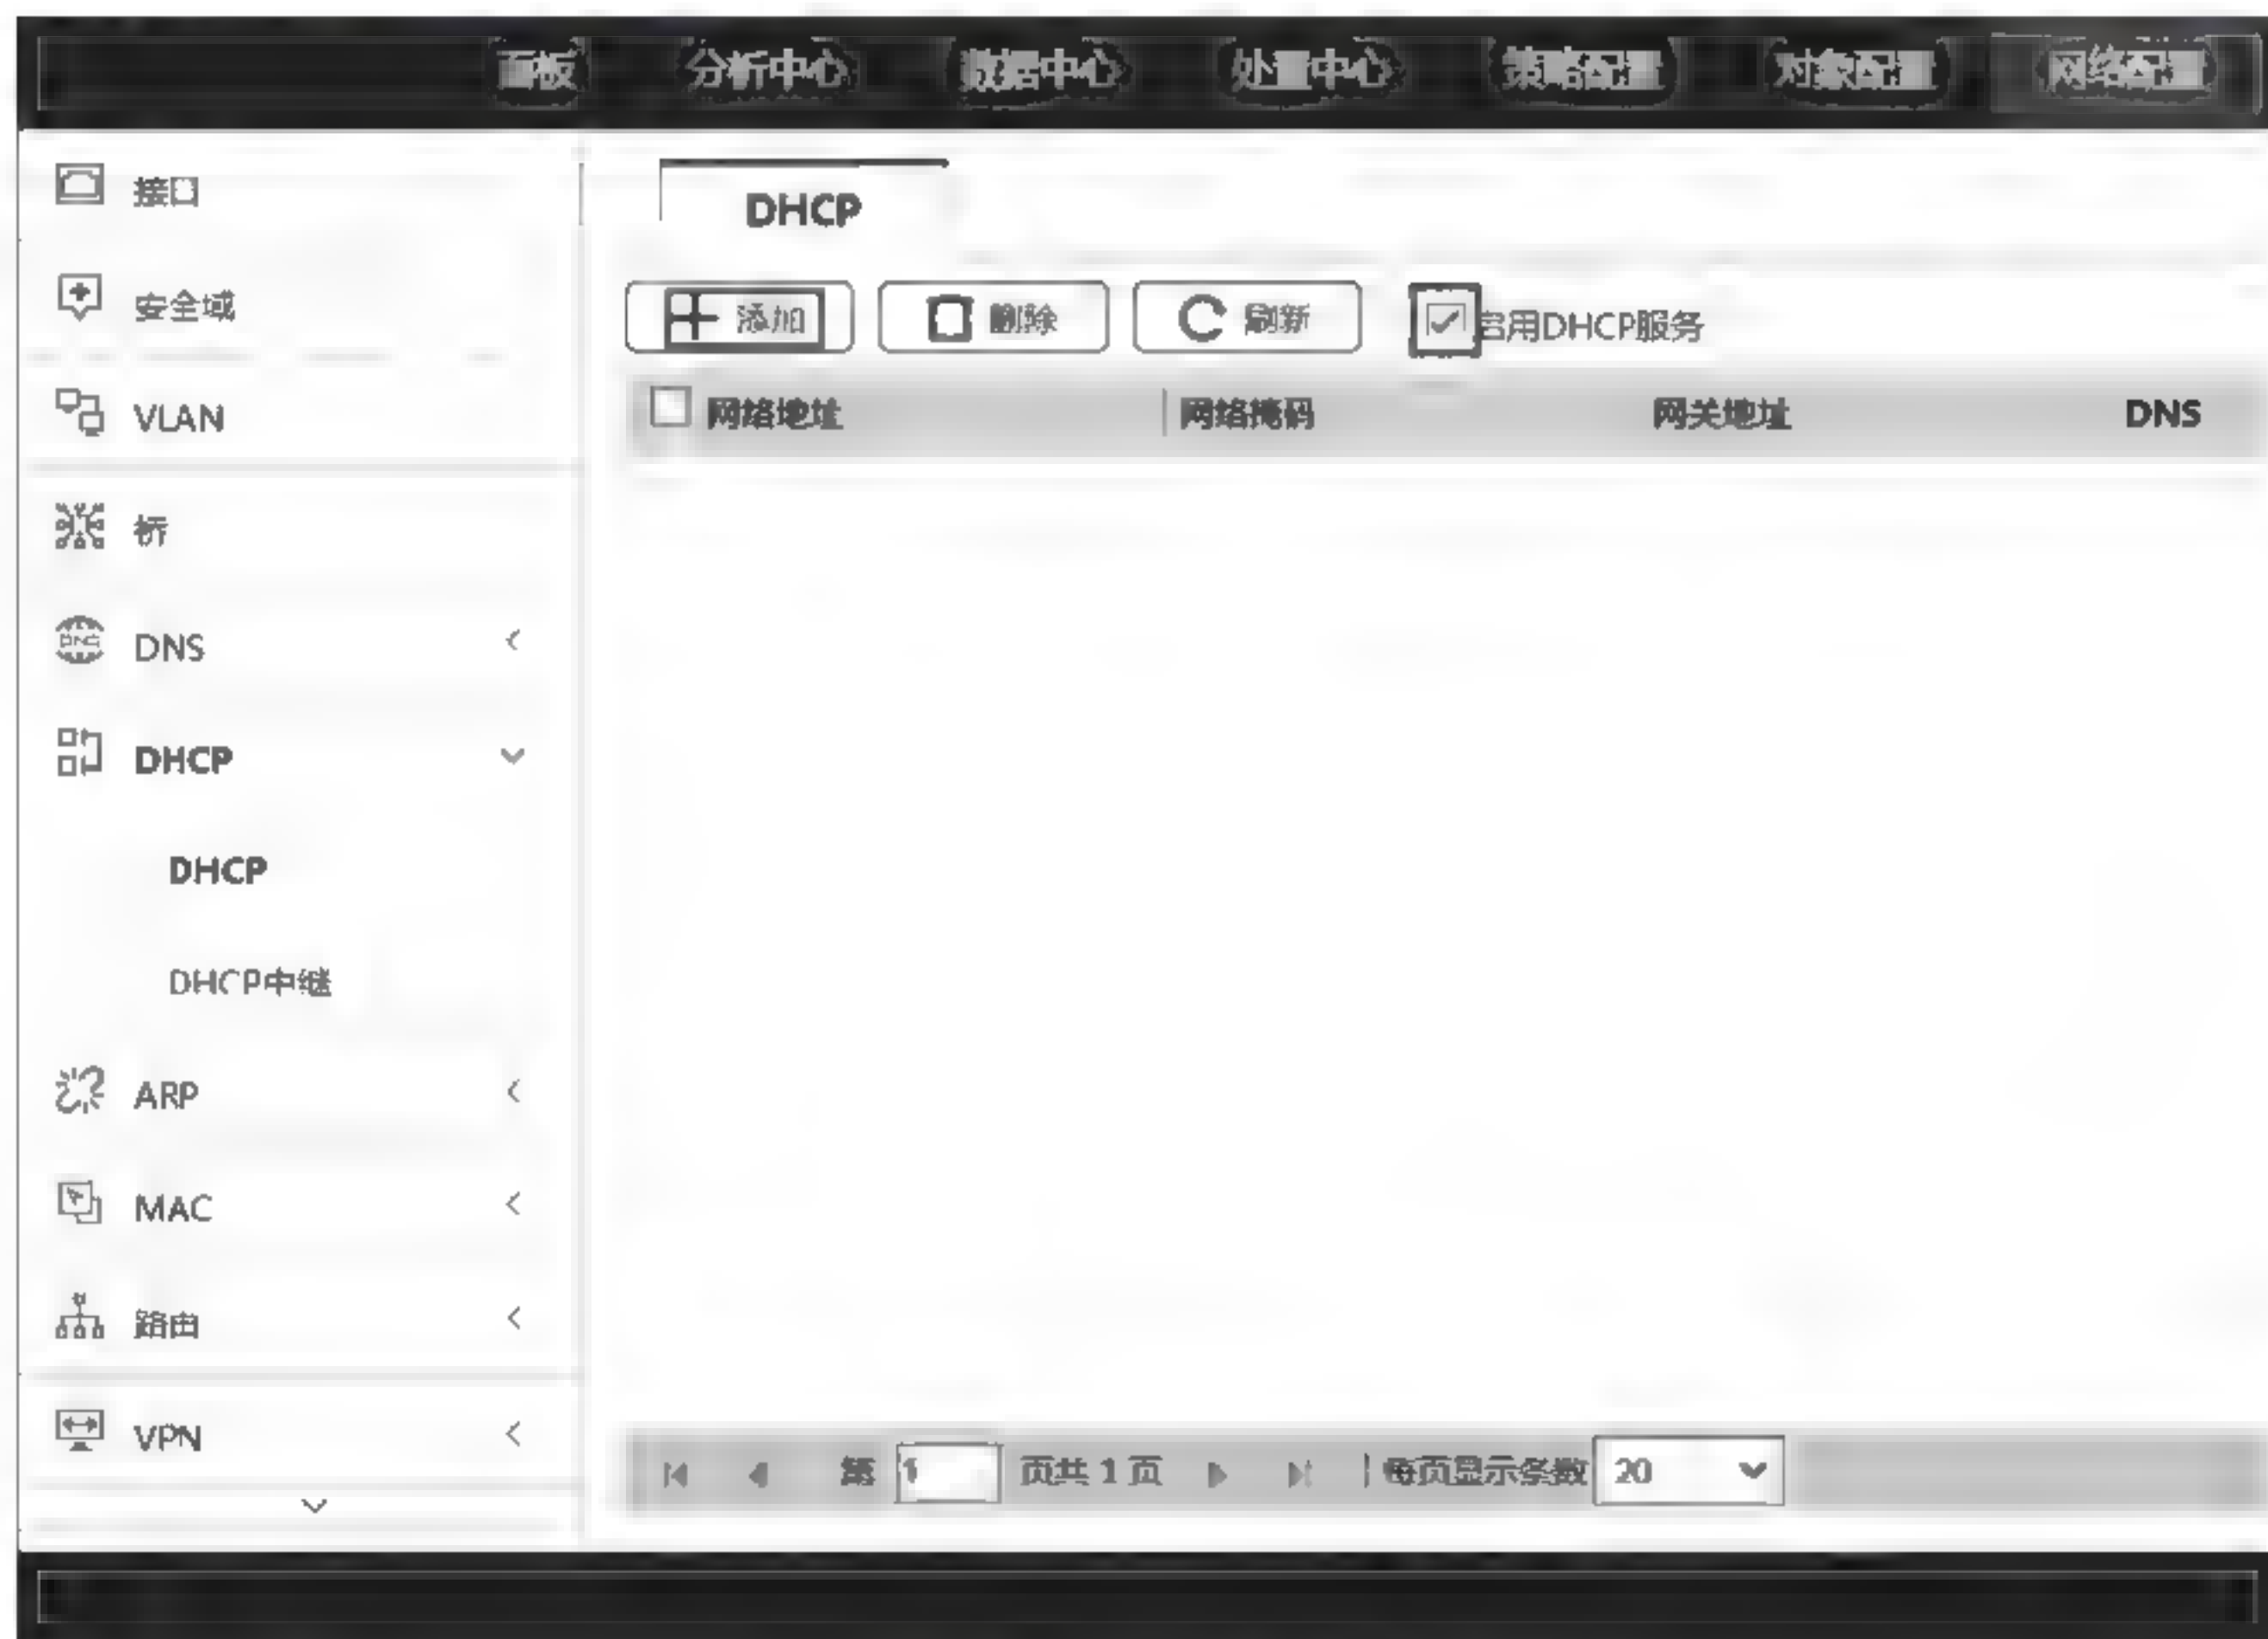 面板 分析中心 数据中心 处置中心 策略配置 对象配置 网络配置
接口
安全域
VLAN
桥
DNS
DHCP
DHCP
DHCP中继
ARP
MAC
路由
VPN
DHCP
添加 删除 刷新 启用DHCP服务
网络地址 网络掩码 网关地址 DNS
第 1 页共 1 页 每页显示条数 20